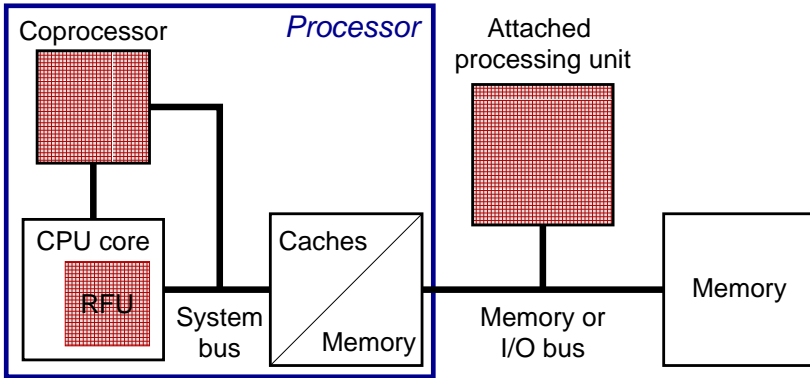 Processor
Coprocessor
Attached
processing unit
CPU core
RFU
System
bus
Caches
Memory
Memory or
I/O bus
Memory